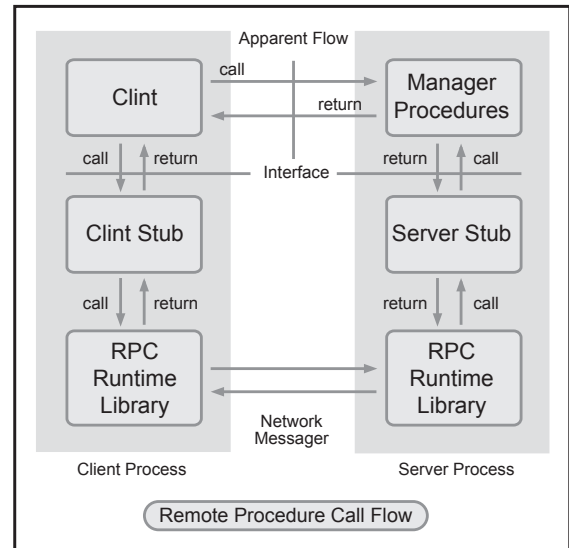 Apparent Flow
Clint
call
return
Manager
Procedures
call
return
return
call
Interface
Clint Stub
Server Stub
call
return
return
call
RPC
Runtime
Library
RPC
Runtime
Library
Network
Messager
Client Process
Server Process
Remote Procedure Call Flow